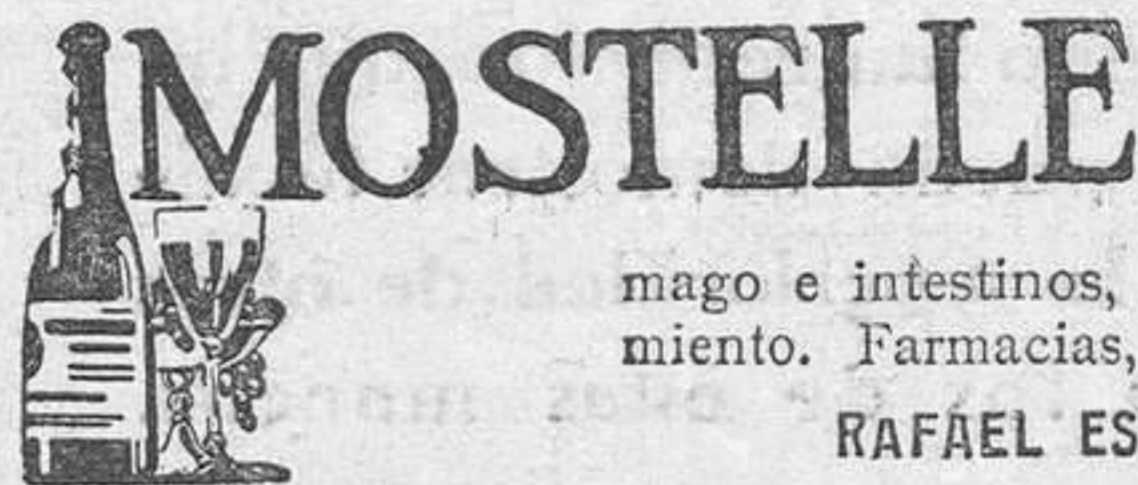 MOSTELLE
mago e intestinos,
miento. Farmacias,
RAFAEL ES